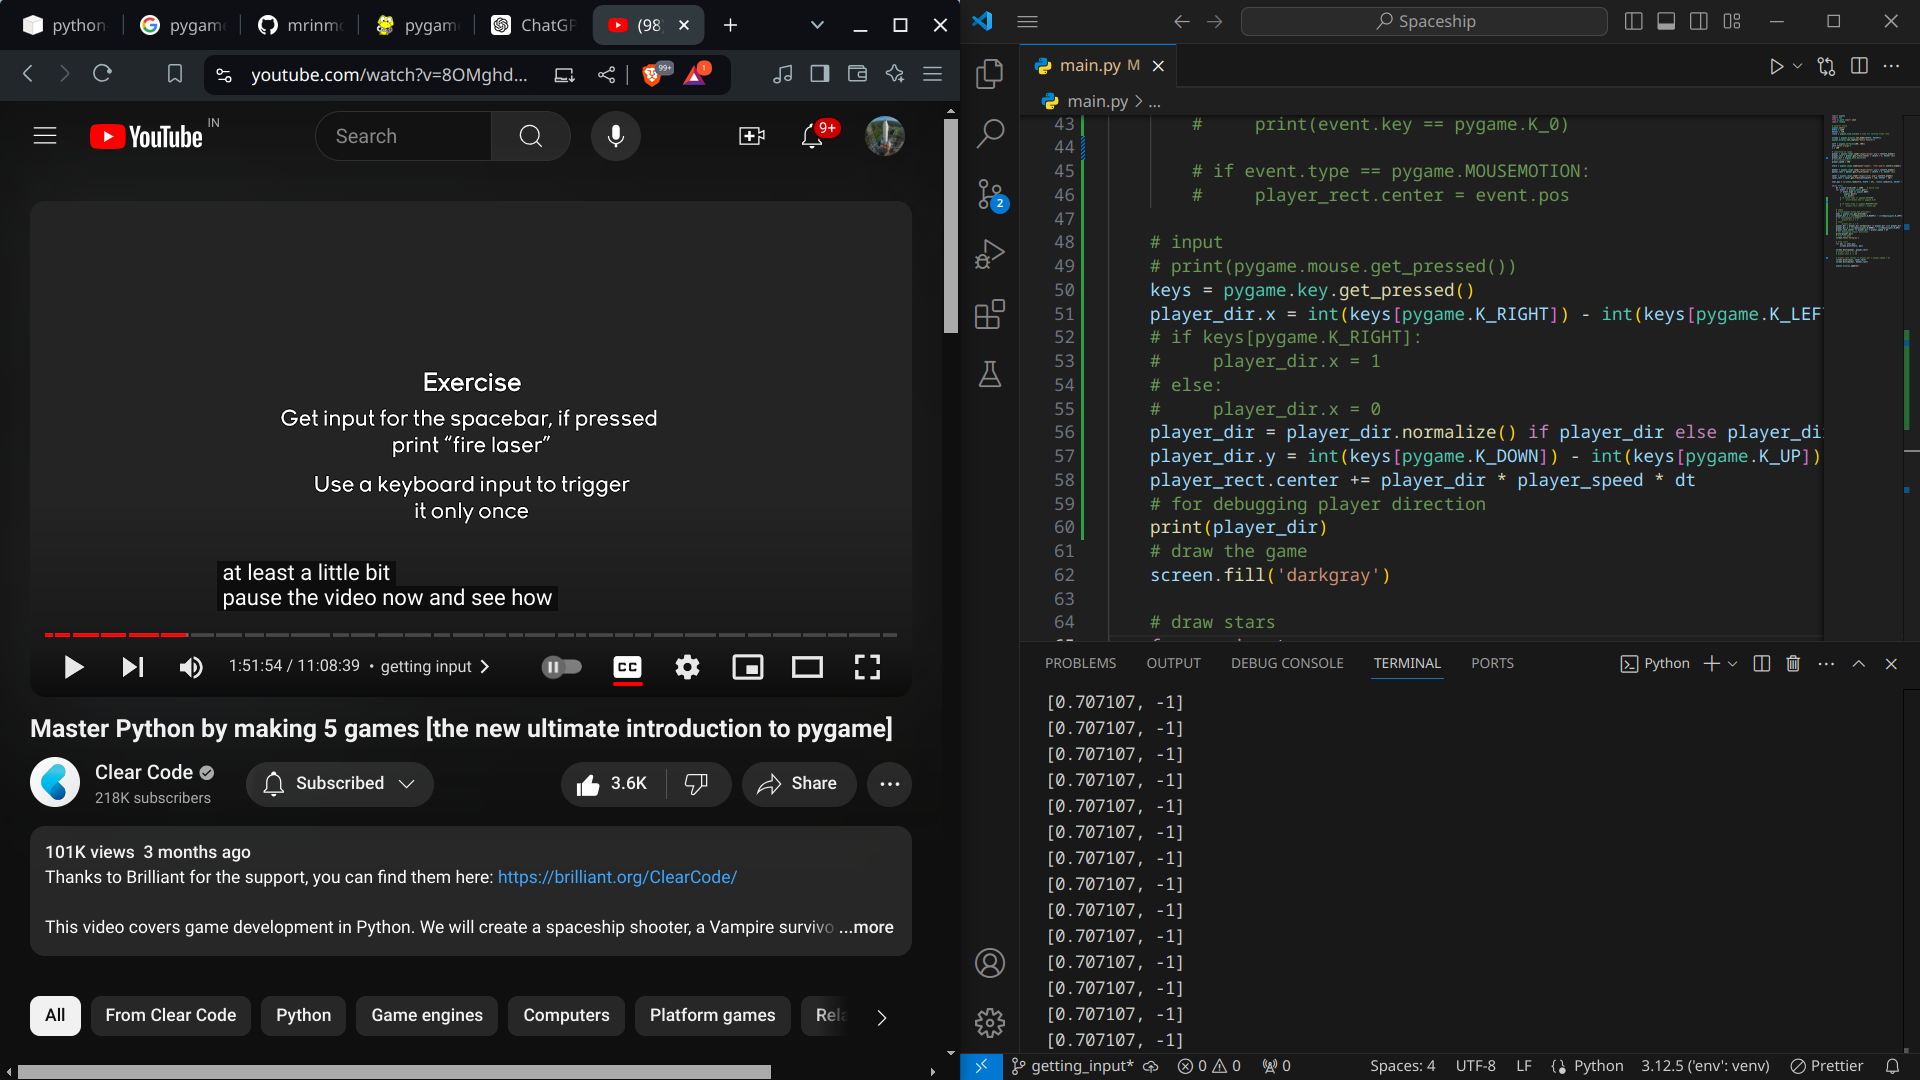 python
pygame
mrinm
pygam
ChatGP
(98
youtube.com/watch?v=8OMghd...
99+
1
YouTube IN
Search
9+
Exercise
Get input for the spacebar, if pressed
print “fire laser”
Use a keyboard input to trigger
it only once
at least a little bit
pause the video now and see how
1:51:54 / 11:08:39 • getting input
CC
Master Python by making 5 games [the new ultimate introduction to pygame]
Clear Code
218K subscribers
Subscribed
3.6K
Share
101K views 3 months ago
Thanks to Brilliant for the support, you can find them here: https://brilliant.org/ClearCode/
This video covers game development in Python. We will create a spaceship shooter, a Vampire survivo ...more
All
From Clear Code
Python
Game engines
Computers
Platform games
Rela
Spaceship
main.py M
main.py > ...
2
43 # print(event.key == pygame.K_0)
44
45 # if event.type == pygame.MOUSEMOTION:
46 # player_rect.center = event.pos
47
48 # input
49 # print(pygame.mouse.get_pressed())
50 keys = pygame.key.get_pressed()
51 player_dir.x = int(keys[pygame.K_RIGHT]) - int(keys[pygame.K_LEF
52 # if keys[pygame.K_RIGHT]:
53 # player_dir.x = 1
54 # else:
55 # player_dir.x = 0
56 player_dir = player_dir.normalize() if player_dir else player_di
57 player_dir.y = int(keys[pygame.K_DOWN]) - int(keys[pygame.K_UP])
58 player_rect.center += player_dir * player_speed * dt
59 # for debugging player direction
60 print(player_dir)
61 # draw the game
62 screen.fill('darkgray')
63
64 # draw stars
PROBLEMS OUTPUT DEBUG CONSOLE TERMINAL PORTS Python
[0.707107, -1]
[0.707107, -1]
[0.707107, -1]
[0.707107, -1]
[0.707107, -1]
[0.707107, -1]
[0.707107, -1]
[0.707107, -1]
[0.707107, -1]
[0.707107, -1]
[0.707107, -1]
[0.707107, -1]
[0.707107, -1]
[0.707107, -1]
getting_input* 0 0 0 Spaces: 4 UTF-8 LF Python 3.12.5 ('env': venv) Prettier